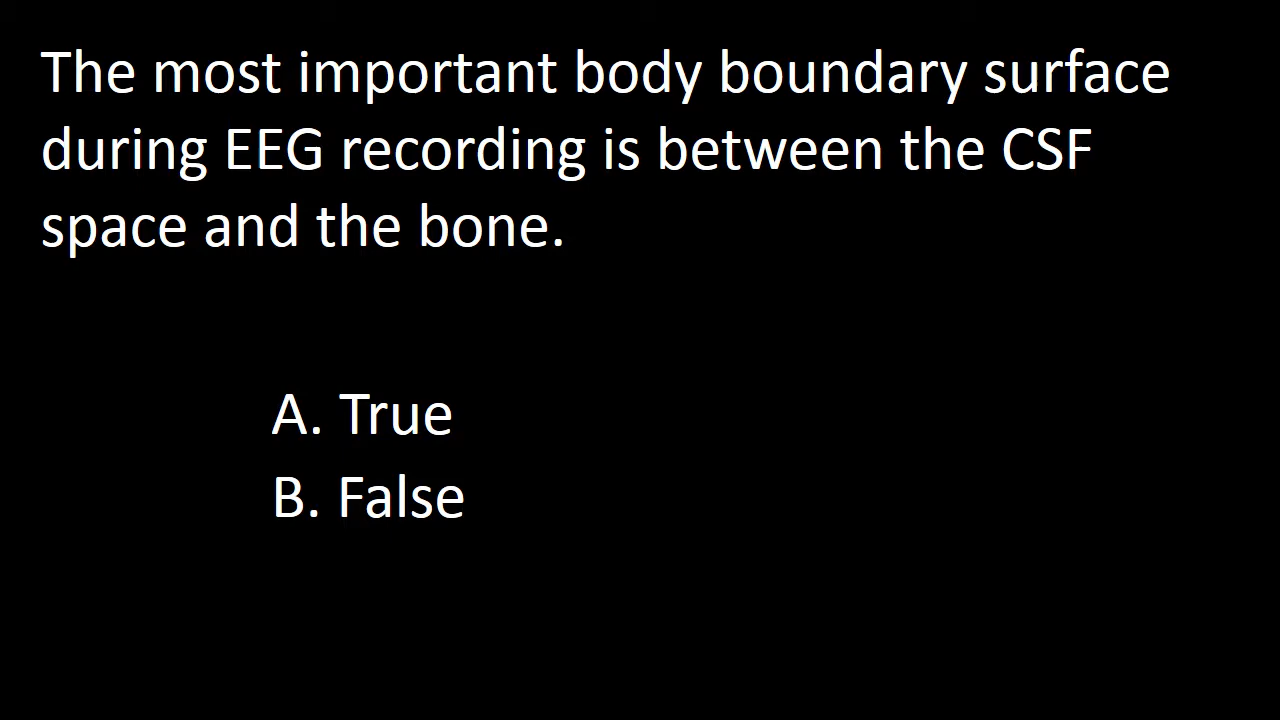 The most important body boundary surface
during EEG recording is between the CSF
space and the bone.
A. True
B. False